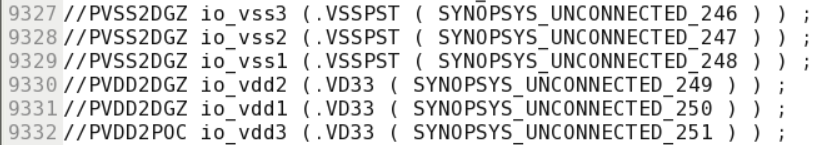 9327 //PVSS2DGZ io_vss3 (.VSSPST ( SYNOPSYS_UNCONNECTED_246 ) ) ;
9328 //PVSS2DGZ io_vss2 (.VSSPST ( SYNOPSYS_UNCONNECTED_247 ) ) ;
9329 //PVSS2DGZ io_vss1 (.VSSPST ( SYNOPSYS_UNCONNECTED_248 ) ) ;
9330 //PVDD2DGZ io_vdd2 (.VD33 ( SYNOPSYS_UNCONNECTED_249 ) ) ;
9331 //PVDD2DGZ io_vdd1 (.VD33 ( SYNOPSYS_UNCONNECTED_250 ) ) ;
9332 //PVDD2POC io_vdd3 (.VD33 ( SYNOPSYS_UNCONNECTED_251 ) ) ;